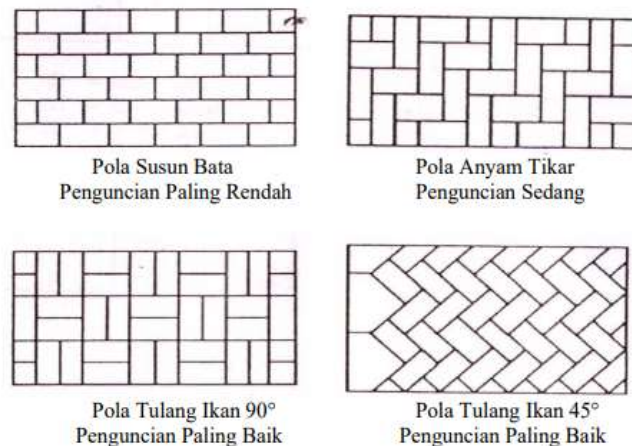 Pola Susun Bata
Penguncian Paling Rendah
Pola Anyam Tikar
Penguncian Sedang
Pola Tulang Ikan 90°
Penguncian Paling Baik
Pola Tulang Ikan 45°
Penguncian Paling Baik